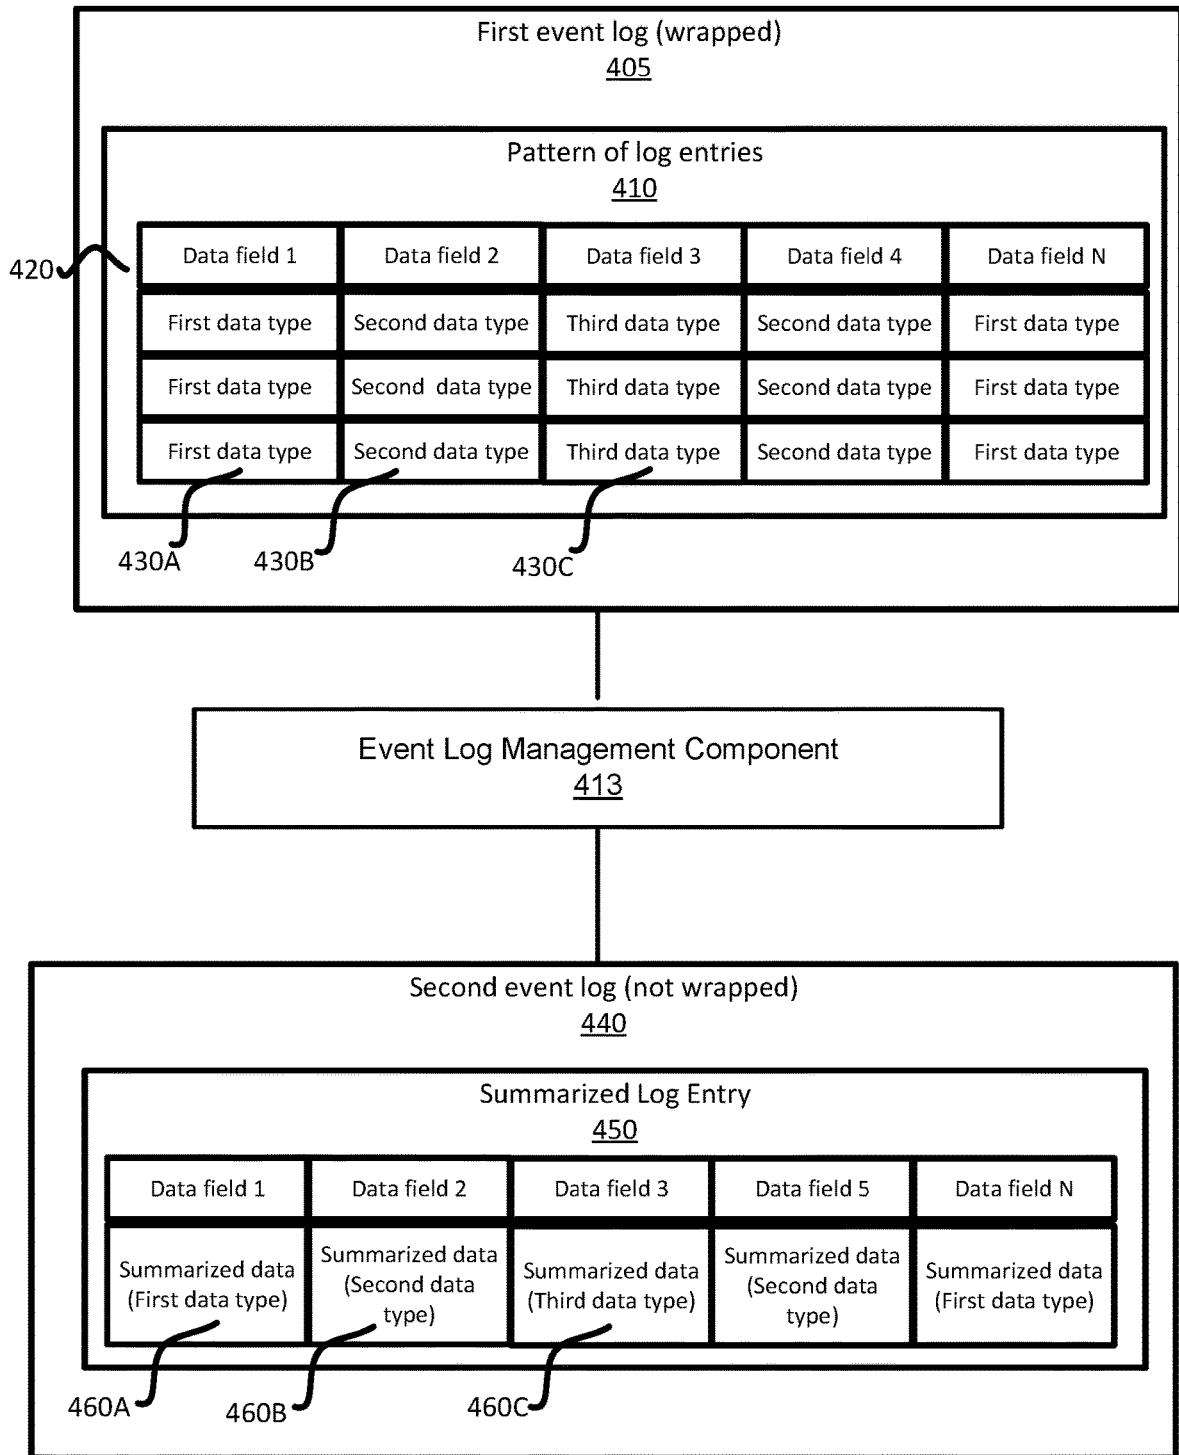 First event log (wrapped)
405
Pattern of log entries
410
420
Data field 1 Data field 2 Data field 3 Data field 4 Data field N
First data type Second data type Third data type Second data type First data type
First data type Second data type Third data type Second data type First data type
First data type Second data type Third data type Second data type First data type
430A 430B 430C
Event Log Management Component
413
Second event log (not wrapped)
440
Summarized Log Entry
450
Data field 1 Data field 2 Data field 3 Data field 5 Data field N
Summarized data
(First data type)
Summarized data
(Second data
type)
Summarized data
(Third data type)
Summarized data
(Second data
type)
Summarized data
(First data type)
460A 460B 460C